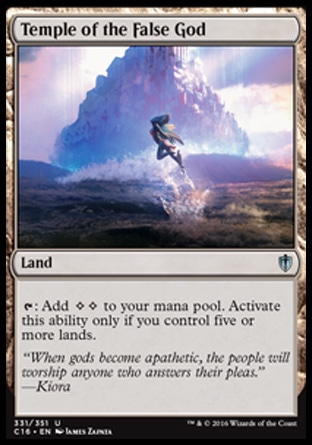 Temple of the False God
Land
: Add ◇ ◇ to your mana pool. Activate
this ability only if you control five or
more lands.
“When gods become apathetic, the people will
worship anyone who answers their pleas.”
—Kiora
331/351 U
C16 • EN James Zapata
™ & © 2016 Wizards of the Coast